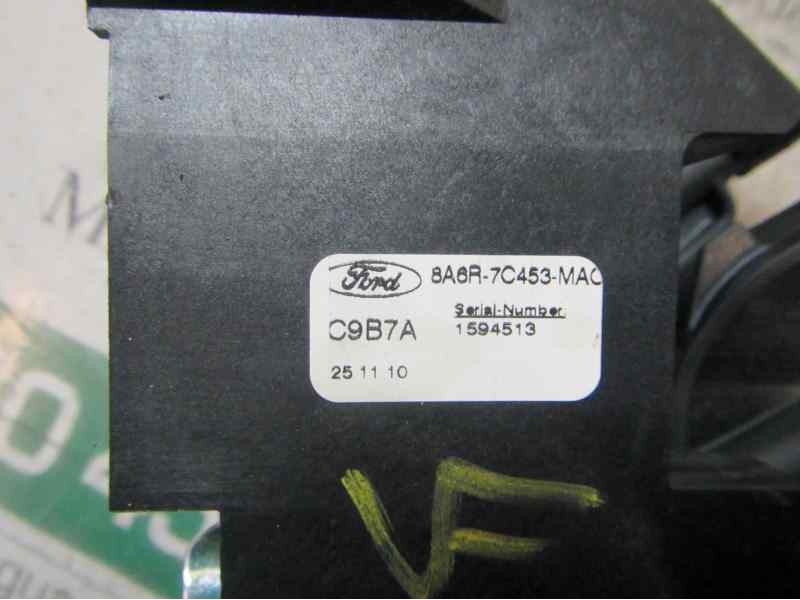 Ford 8A6R-7C453-MAC
Serial-Number:
C9B7A 1594513
25 11 10
VF